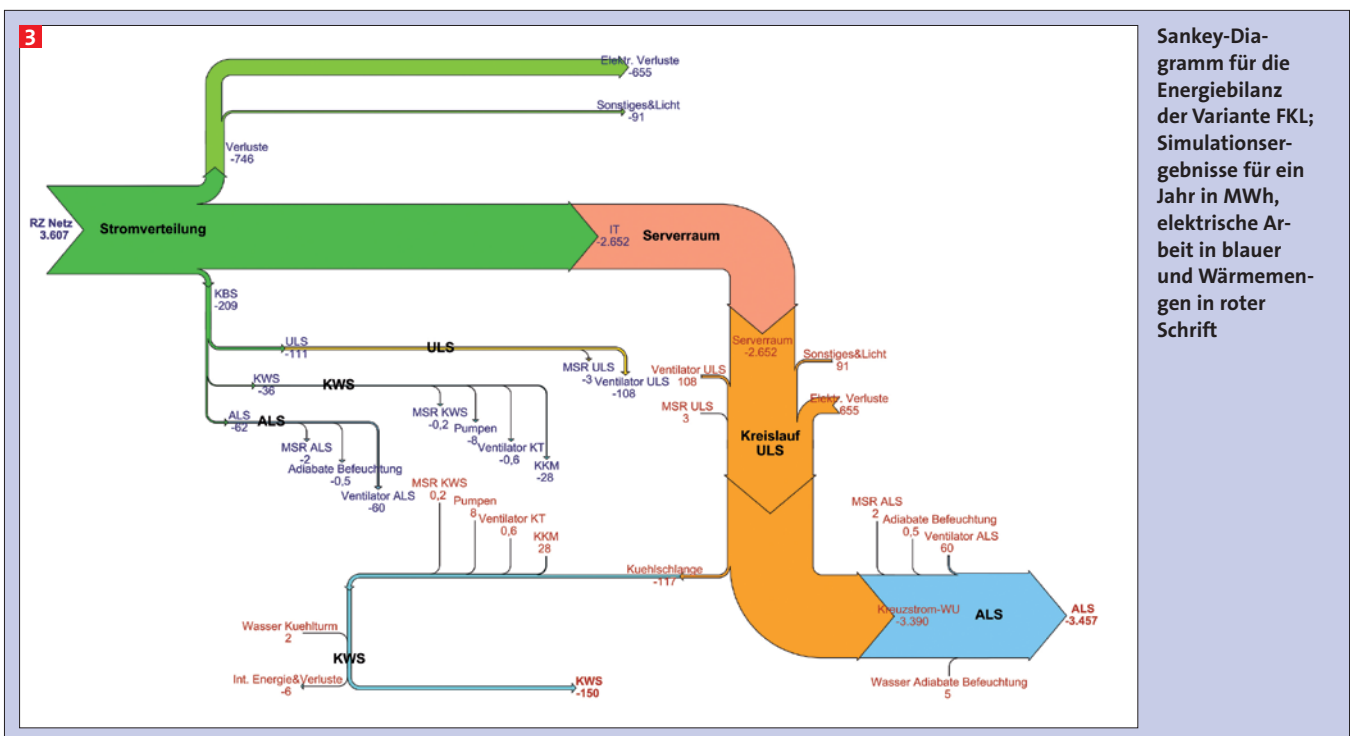 3
Elektr. Verluste
-655
Sonstiges&Licht
-91
Verluste
-746
RZ Netz
3.607
Stromverteilung
IT
-2.652
Serverraum
KBS
-209
ULS
-111
ULS
MSR ULS
-3
Ventilator ULS
-108
KWS
-36
KWS
MSR KWS
-0,2
Pumpen
-8
Ventilator KT
-0,6
KKM
-28
ALS
-62
ALS
MSR ALS
-2
Adiabate Befeuchtung
-0,5
Ventilator ALS
-60
Serverraum
-2.652
Ventilator ULS
108
Sonstiges&Licht
91
MSR ULS
3
Elektr. Verluste
655
Kreislauf
ULS
MSR KWS
0,2
Pumpen
8
Ventilator KT
0,6
KKM
28
Kuehlschlange
-117
MSR ALS
2
Adiabate Befeuchtung
0,5
Ventilator ALS
60
Kreuzstrom-WU
-3.390
ALS
ALS
-3.457
Wasser Adiabate Befeuchtung
5
Wasser Kuehlturm
2
KWS
Int. Energie&Verluste
-6
KWS
-150
Sankey-Dia-
gramm für die
Energiebilanz
der Variante FKL;
Simulationser-
gebnisse für ein
Jahr in MWh,
elektrische Ar-
beit in blauer
und Wärmemen-
gen in roter
Schrift